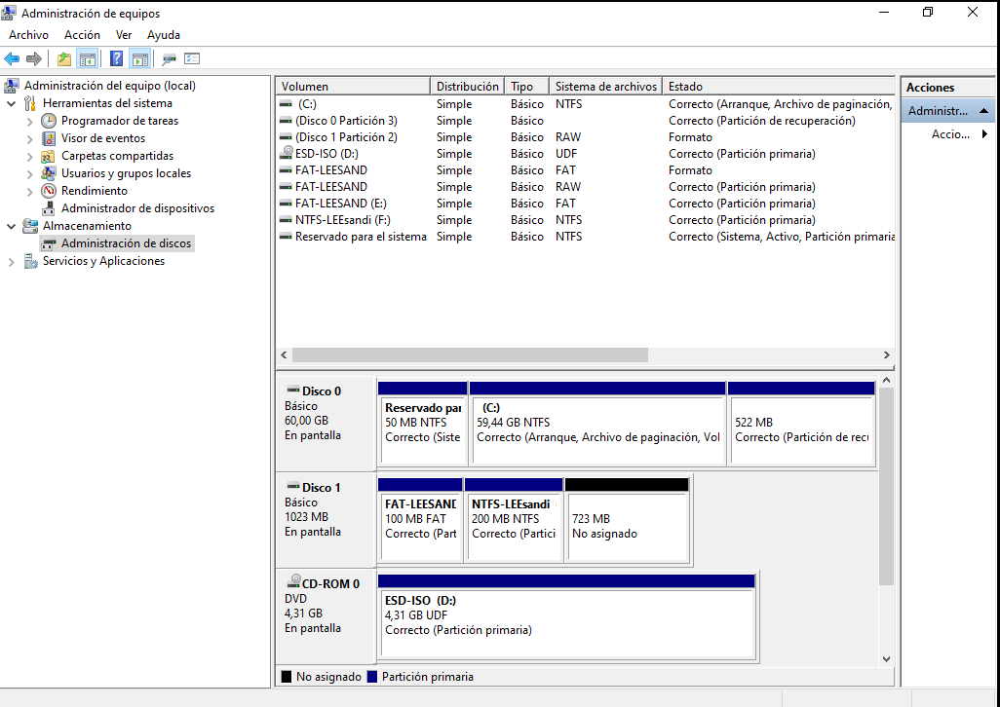 Administración de equipos
Archivo Acción Ver Ayuda
Administración del equipo (local)
Herramientas del sistema
Programador de tareas
Visor de eventos
Carpetas compartidas
Usuarios y grupos locales
Rendimiento
Administrador de dispositivos
Almacenamiento
Administración de discos
Servicios y Aplicaciones
Volumen Distribución Tipo Sistema de archivos Estado
(C:) Simple Básico NTFS Correcto (Arranque, Archivo de paginación,
(Disco 0 Partición 3) Simple Básico Correcto (Partición de recuperación)
(Disco 1 Partición 2) Simple Básico RAW Formato
ESD-ISO (D:) Simple Básico UDF Correcto (Partición primaria)
FAT-LEESAND Simple Básico FAT Formato
FAT-LEESAND Simple Básico RAW Correcto (Partición primaria)
FAT-LEESAND (E:) Simple Básico FAT Correcto (Partición primaria)
NTFS-LEEsandi (F:) Simple Básico NTFS Correcto (Partición primaria)
Reservado para el sistema Simple Básico NTFS Correcto (Sistema, Activo, Partición primaria
Disco 0
Básico
60,00 GB
En pantalla
Reservado par
50 MB NTFS
Correcto (Siste
(C:)
59,44 GB NTFS
Correcto (Arranque, Archivo de paginación, Vol
522 MB
Correcto (Partición de recu
Disco 1
Básico
1023 MB
En pantalla
FAT-LEESAND
100 MB FAT
Correcto (Part
NTFS-LEEsandi
200 MB NTFS
Correcto (Partici
723 MB
No asignado
CD-ROM 0
DVD
4,31 GB
En pantalla
ESD-ISO (D:)
4,31 GB UDF
Correcto (Partición primaria)
No asignado Partición primaria
Acciones
Administr...
Accio...